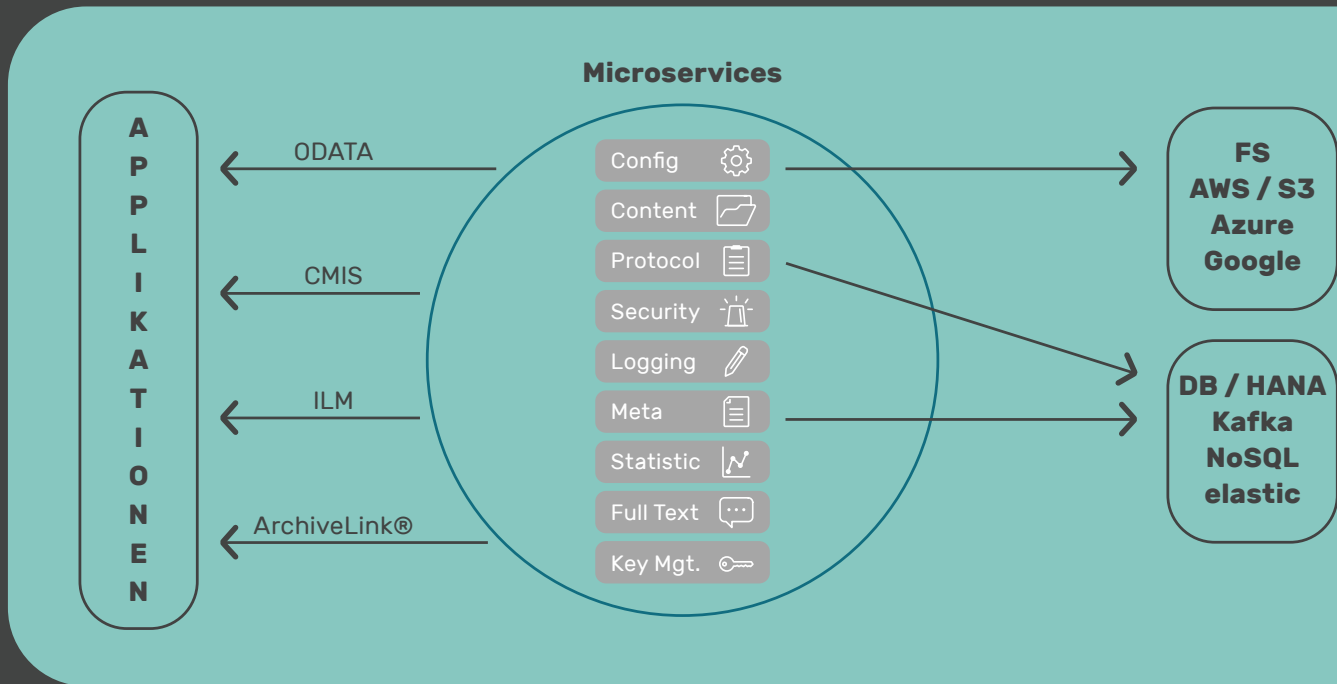 Microservices
APPLIKATIONEN
ODATA
CMIS
ILM
ArchiveLink®
Config
Content
Protocol
Security
Logging
Meta
Statistic
Full Text
Key Mgt.
FS
AWS / S3
Azure
Google
DB / HANA
Kafka
NoSQL
elastic